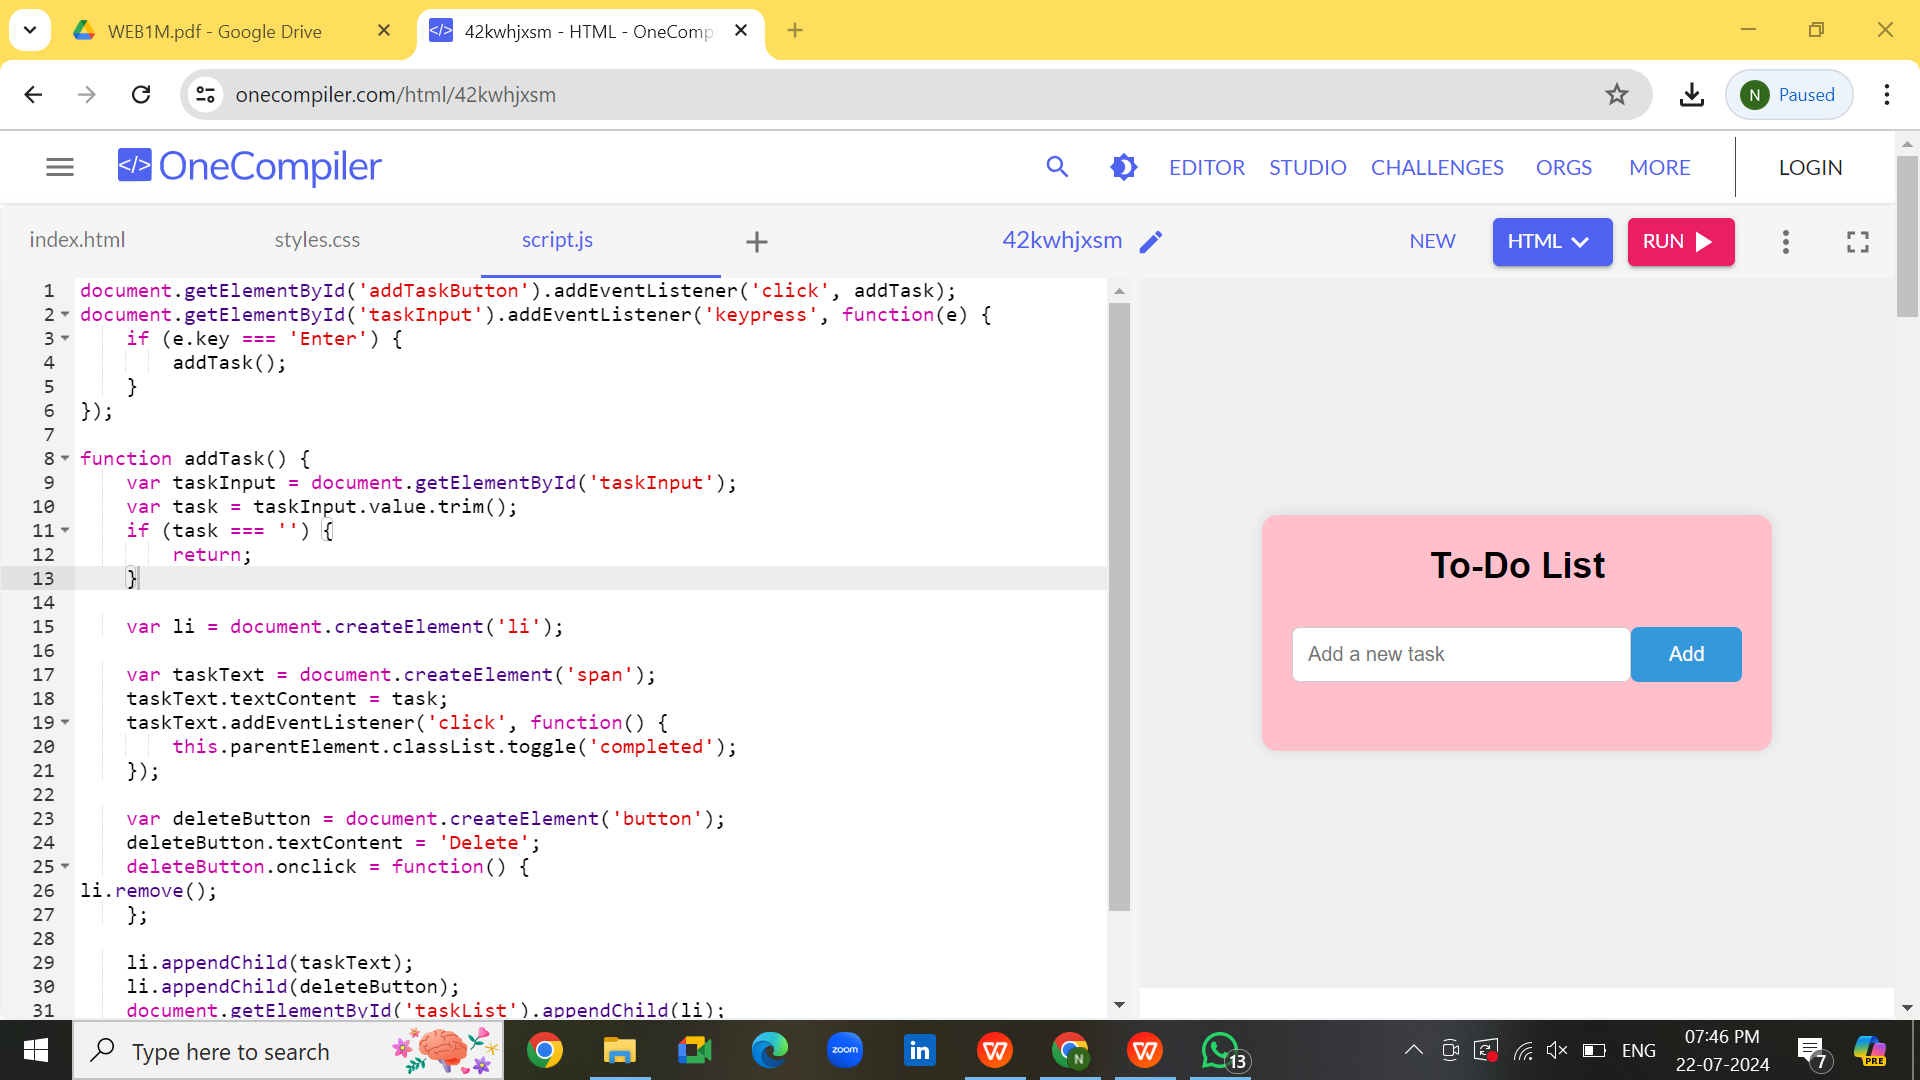 WEB1M.pdf - Google Drive
42kwhjxsm - HTML - OneComp
onecompiler.com/html/42kwhjxsm
N Paused
</> OneCompiler
EDITOR STUDIO CHALLENGES ORGS MORE LOGIN
index.html styles.css script.js + 42kwhjxsm NEW HTML RUN
1 document.getElementById('addTaskButton').addEventListener('click', addTask);
2 document.getElementById('taskInput').addEventListener('keypress', function(e) {
3 if (e.key === 'Enter') {
4 addTask();
5 }
6 });
7
8 function addTask() {
9 var taskInput = document.getElementById('taskInput');
10 var task = taskInput.value.trim();
11 if (task === '') {
12 return;
13 }
14
15 var li = document.createElement('li');
16
17 var taskText = document.createElement('span');
18 taskText.textContent = task;
19 taskText.addEventListener('click', function() {
20 this.parentElement.classList.toggle('completed');
21 });
22
23 var deleteButton = document.createElement('button');
24 deleteButton.textContent = 'Delete';
25 deleteButton.onclick = function() {
26 li.remove();
27 };
28
29 li.appendChild(taskText);
30 li.appendChild(deleteButton);
31 document.getElementById('taskList').appendChild(li);
To-Do List
Add a new task
Add
Type here to search
zoom
in
W
N
W
13
ENG
07:46 PM
22-07-2024
7
PRE